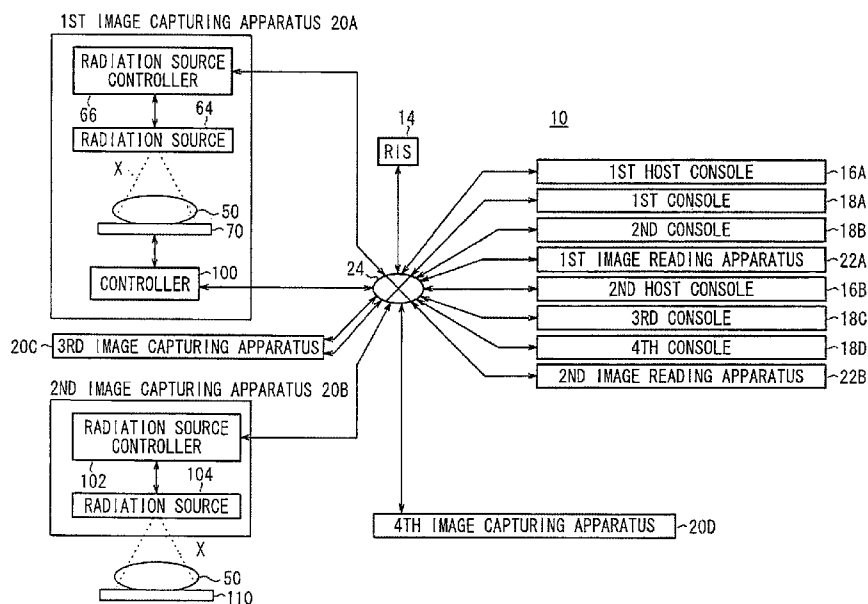 1ST IMAGE CAPTURING APPARATUS 20A
RADIATION SOURCE
CONTROLLER
66
64
RADIATION SOURCE
X
50
70
100
CONTROLLER
14
RIS
10
24
1ST HOST CONSOLE
16A
1ST CONSOLE
18A
2ND CONSOLE
18B
1ST IMAGE READING APPARATUS
22A
2ND HOST CONSOLE
16B
3RD CONSOLE
18C
4TH CONSOLE
18D
2ND IMAGE READING APPARATUS
22B
20C
3RD IMAGE CAPTURING APPARATUS
2ND IMAGE CAPTURING APPARATUS 20B
RADIATION SOURCE
CONTROLLER
102
104
RADIATION SOURCE
X
50
110
4TH IMAGE CAPTURING APPARATUS
20D